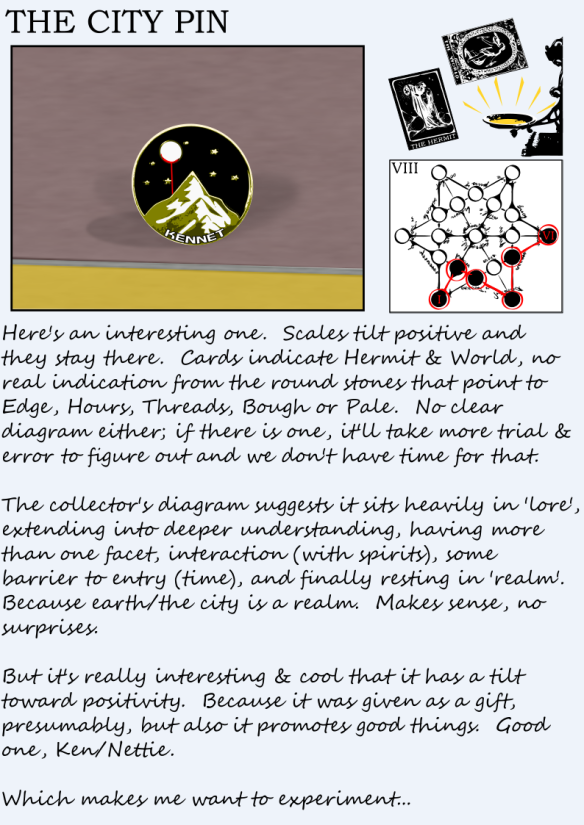 THE CITY PIN
KENNET
THE HERMIT
VIII
VI
I
Here's an interesting one. Scales tilt positive and
they stay there. Cards indicate Hermit & World, no
real indication from the round stones that point to
Edge, Hours, Threads, Bough or Pale. No clear
diagram either; if there is one, it'll take more trial &
error to figure out and we don't have time for that.
The collector's diagram suggests it sits heavily in 'lore',
extending into deeper understanding, having more
than one facet, interaction (with spirits), some
barrier to entry (time), and finally resting in 'realm'.
Because earth/the city is a realm. Makes sense, no
surprises.
But it's really interesting & cool that it has a tilt
toward positivity. Because it was given as a gift,
presumably, but also it promotes good things. Good
one, Ken/Nettie.
Which makes me want to experiment...